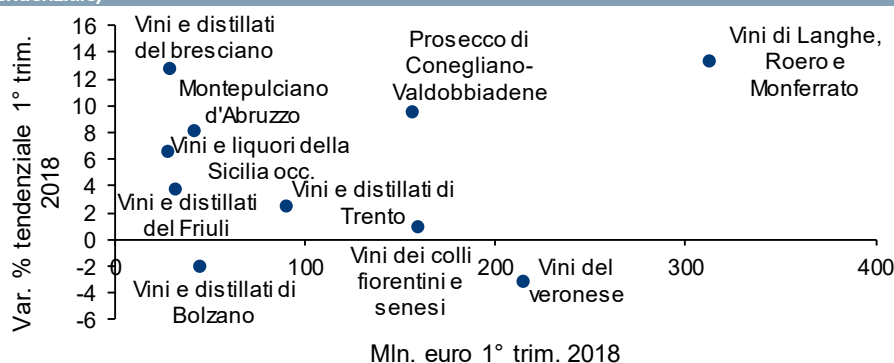 Var. % tendenziale 1° trim.
2018
16
14
12
10
8
6
4
2
0
-2
-4
-6
Vini e distillati
del bresciano
Montepulciano
d'Abruzzo
Vini e liquori della
Sicilia occ.
Vini e distillati
del Friuli
Vini e distillati di
Trento
Vini e distillati di
Bolzano
Prosecco di
Conegliano-
Valdobbiadene
Vini dei colli
fiorentini e
senesi
Vini del
veronese
Vini di Langhe,
Roero e
Monferrato
0
100
200
300
400
Mln. euro 1° trim. 2018